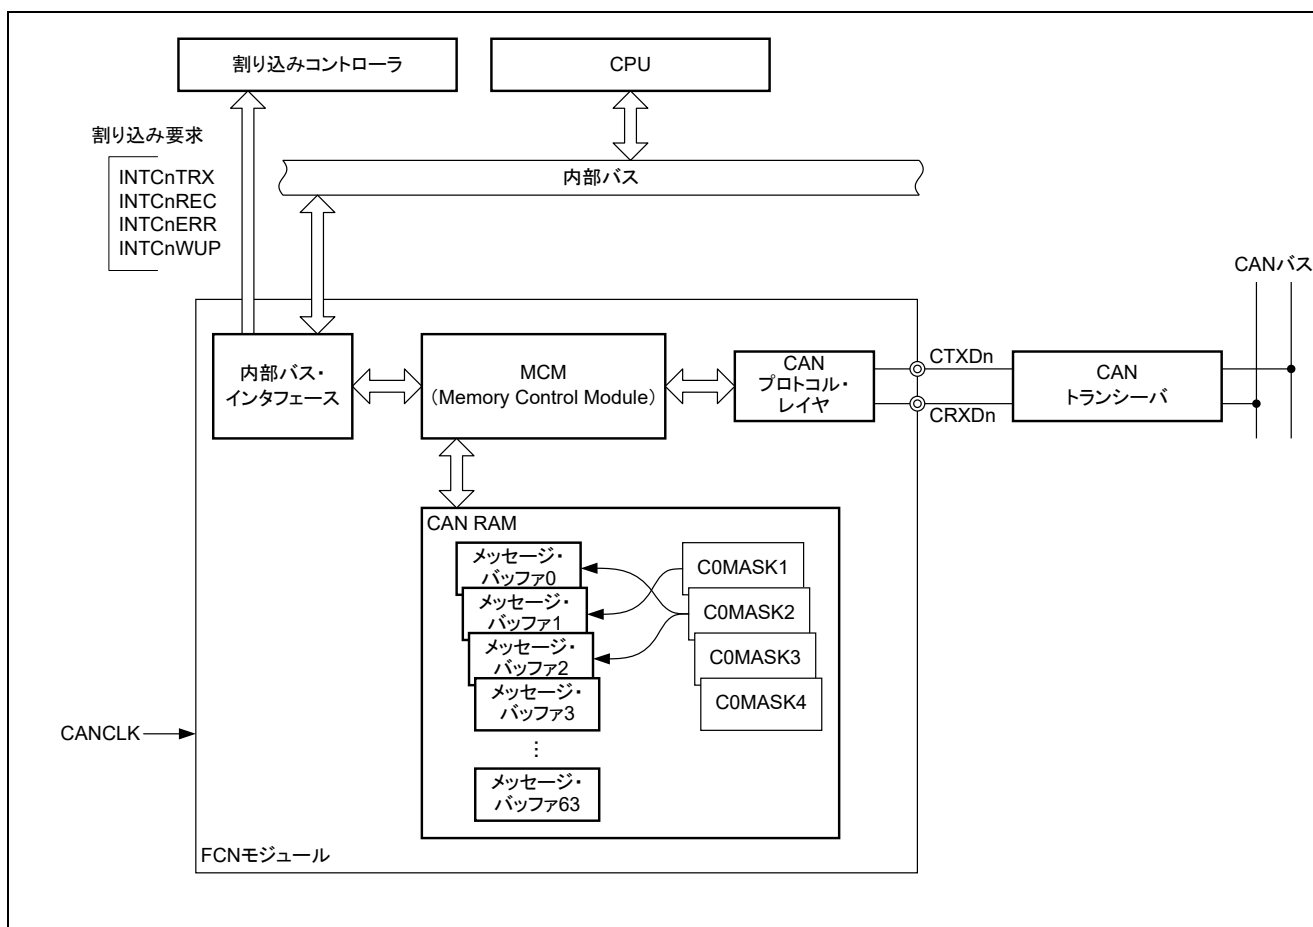 割り込みコントローラ
CPU
割り込み要求
INTCnTRX
INTCnREC
INTCnERR
INTCnWUP
内部バス
CANバス
内部バス・
インタフェース
MCM
（Memory Control Module）
CAN
プロトコル・
レイヤ
CTXDn
CRXDn
CAN
トランシーバ
CAN RAM
メッセージ・
バッファ0
メッセージ・
バッファ1
メッセージ・
バッファ2
メッセージ・
バッファ3
⋮
メッセージ・
バッファ63
C0MASK1
C0MASK2
C0MASK3
C0MASK4
CANCLK
FCNモジュール